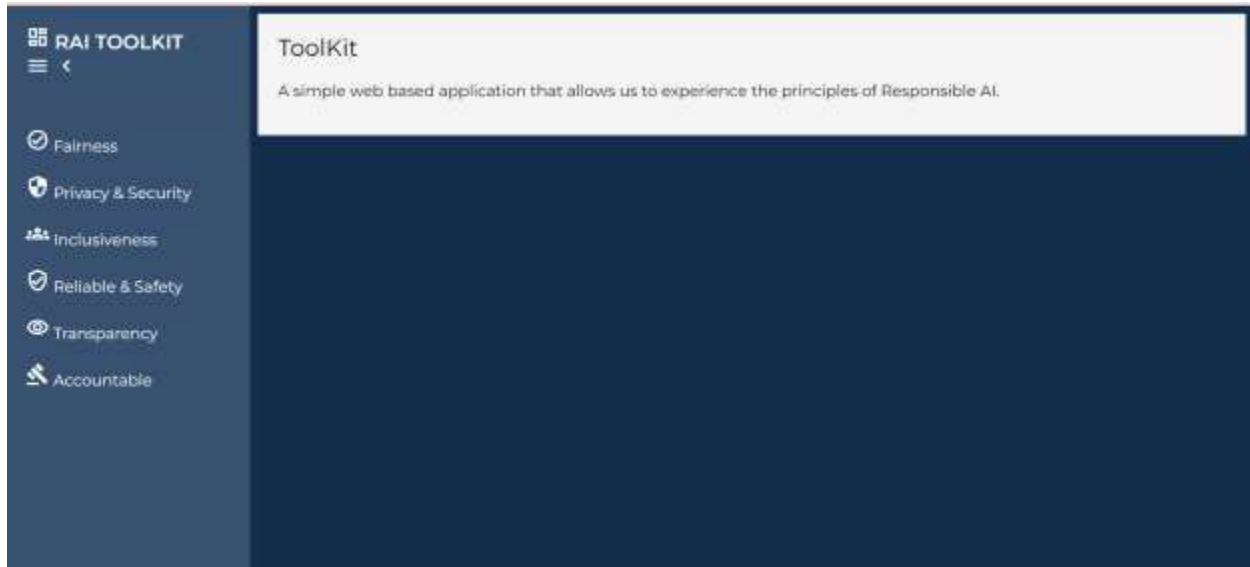 RAI TOOLKIT
Fairness
Privacy & Security
Inclusiveness
Reliable & Safety
Transparency
Accountable
ToolKit
A simple web based application that allows us to experience the principles of Responsible AI.